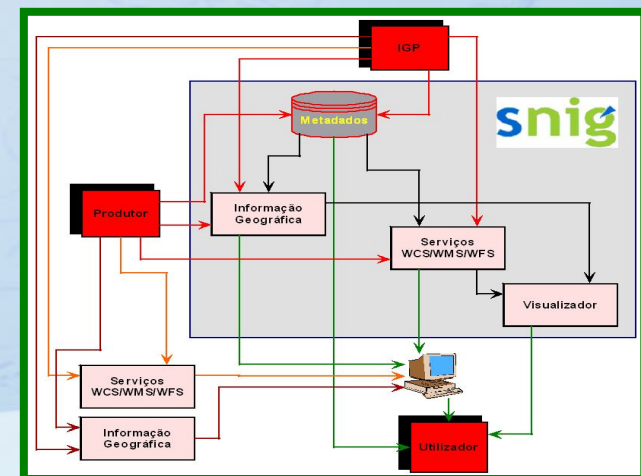 IGP
snig
Metadados
Produtor
Informação
Geográfica
Serviços
WCS/WMS/WFS
Visualizador
Serviços
WCS/WMS/WFS
Informação
Geográfica
Utilizador